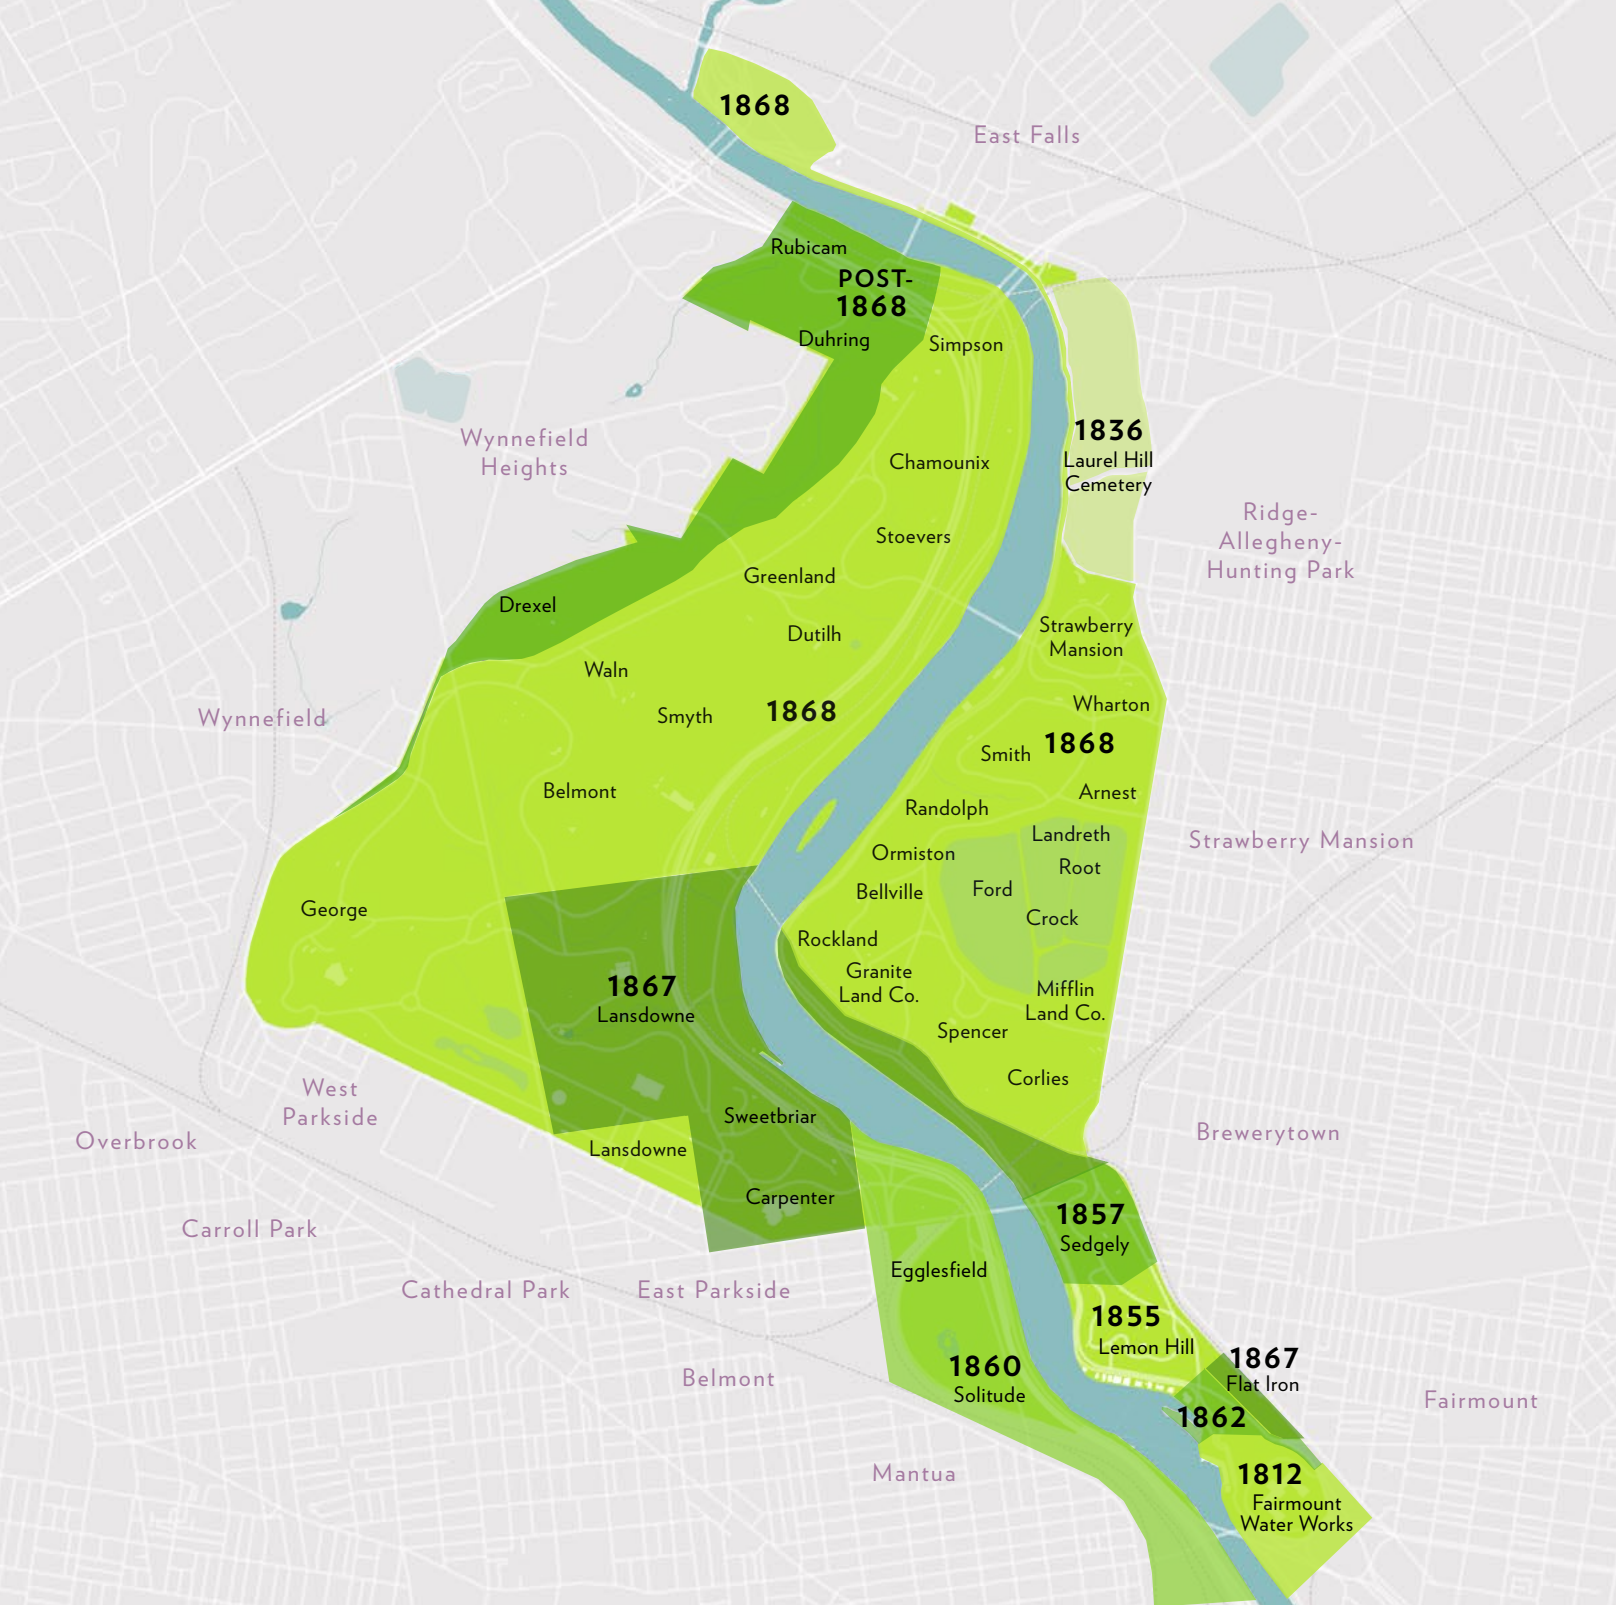 1868
East Falls
Rubicam
POST-
1868
Duhring
Simpson
Wynnefield
Heights
Chamounix
1836
Laurel Hill
Cemetery
Stoevers
Ridge-
Allegheny-
Hunting Park
Greenland
Drexel
Dutilh
Strawberry
Mansion
Waln
Smyth
1868
Wynnefield
Wharton
Smith
1868
Belmont
Arnest
Randolph
Landreth
Strawberry Mansion
Ormiston
Root
Bellville
Ford
George
Crock
Rockland
Granite
Land Co.
1867
Lansdowne
Mifflin
Land Co.
Spencer
Corlies
West
Parkside
Overbrook
Sweetbriar
Brewerytown
Lansdowne
Carpenter
Carroll Park
1857
Sedgely
Cathedral Park
East Parkside
Egglesfield
1855
Lemon Hill
1867
Flat Iron
1860
Solitude
Belmont
1862
Fairmount
Mantua
1812
Fairmount
Water Works